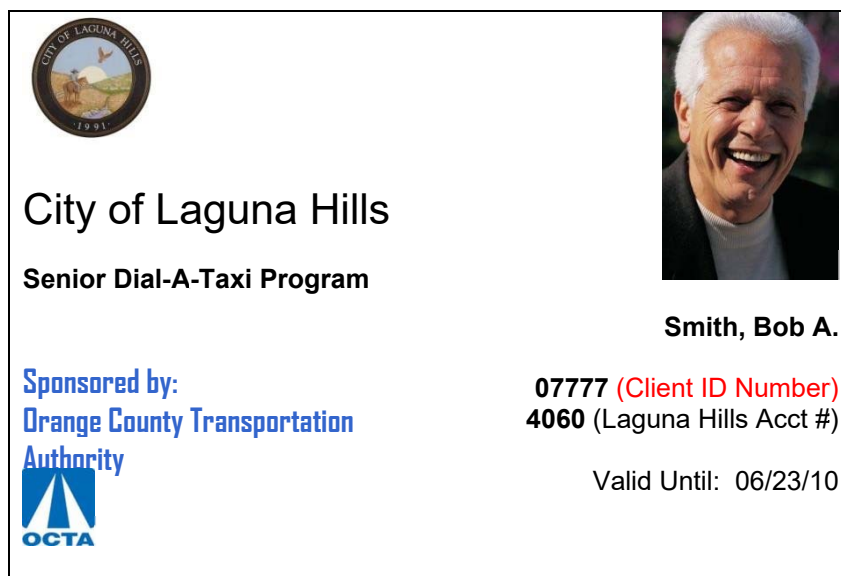 CITY OF LAGUNA HILLS
·1991·
City of Laguna Hills
Senior Dial-A-Taxi Program
Smith, Bob A.
Sponsored by:
Orange County Transportation
Authority
07777 (Client ID Number)
4060 (Laguna Hills Acct #)
Valid Until: 06/23/10
OCTA